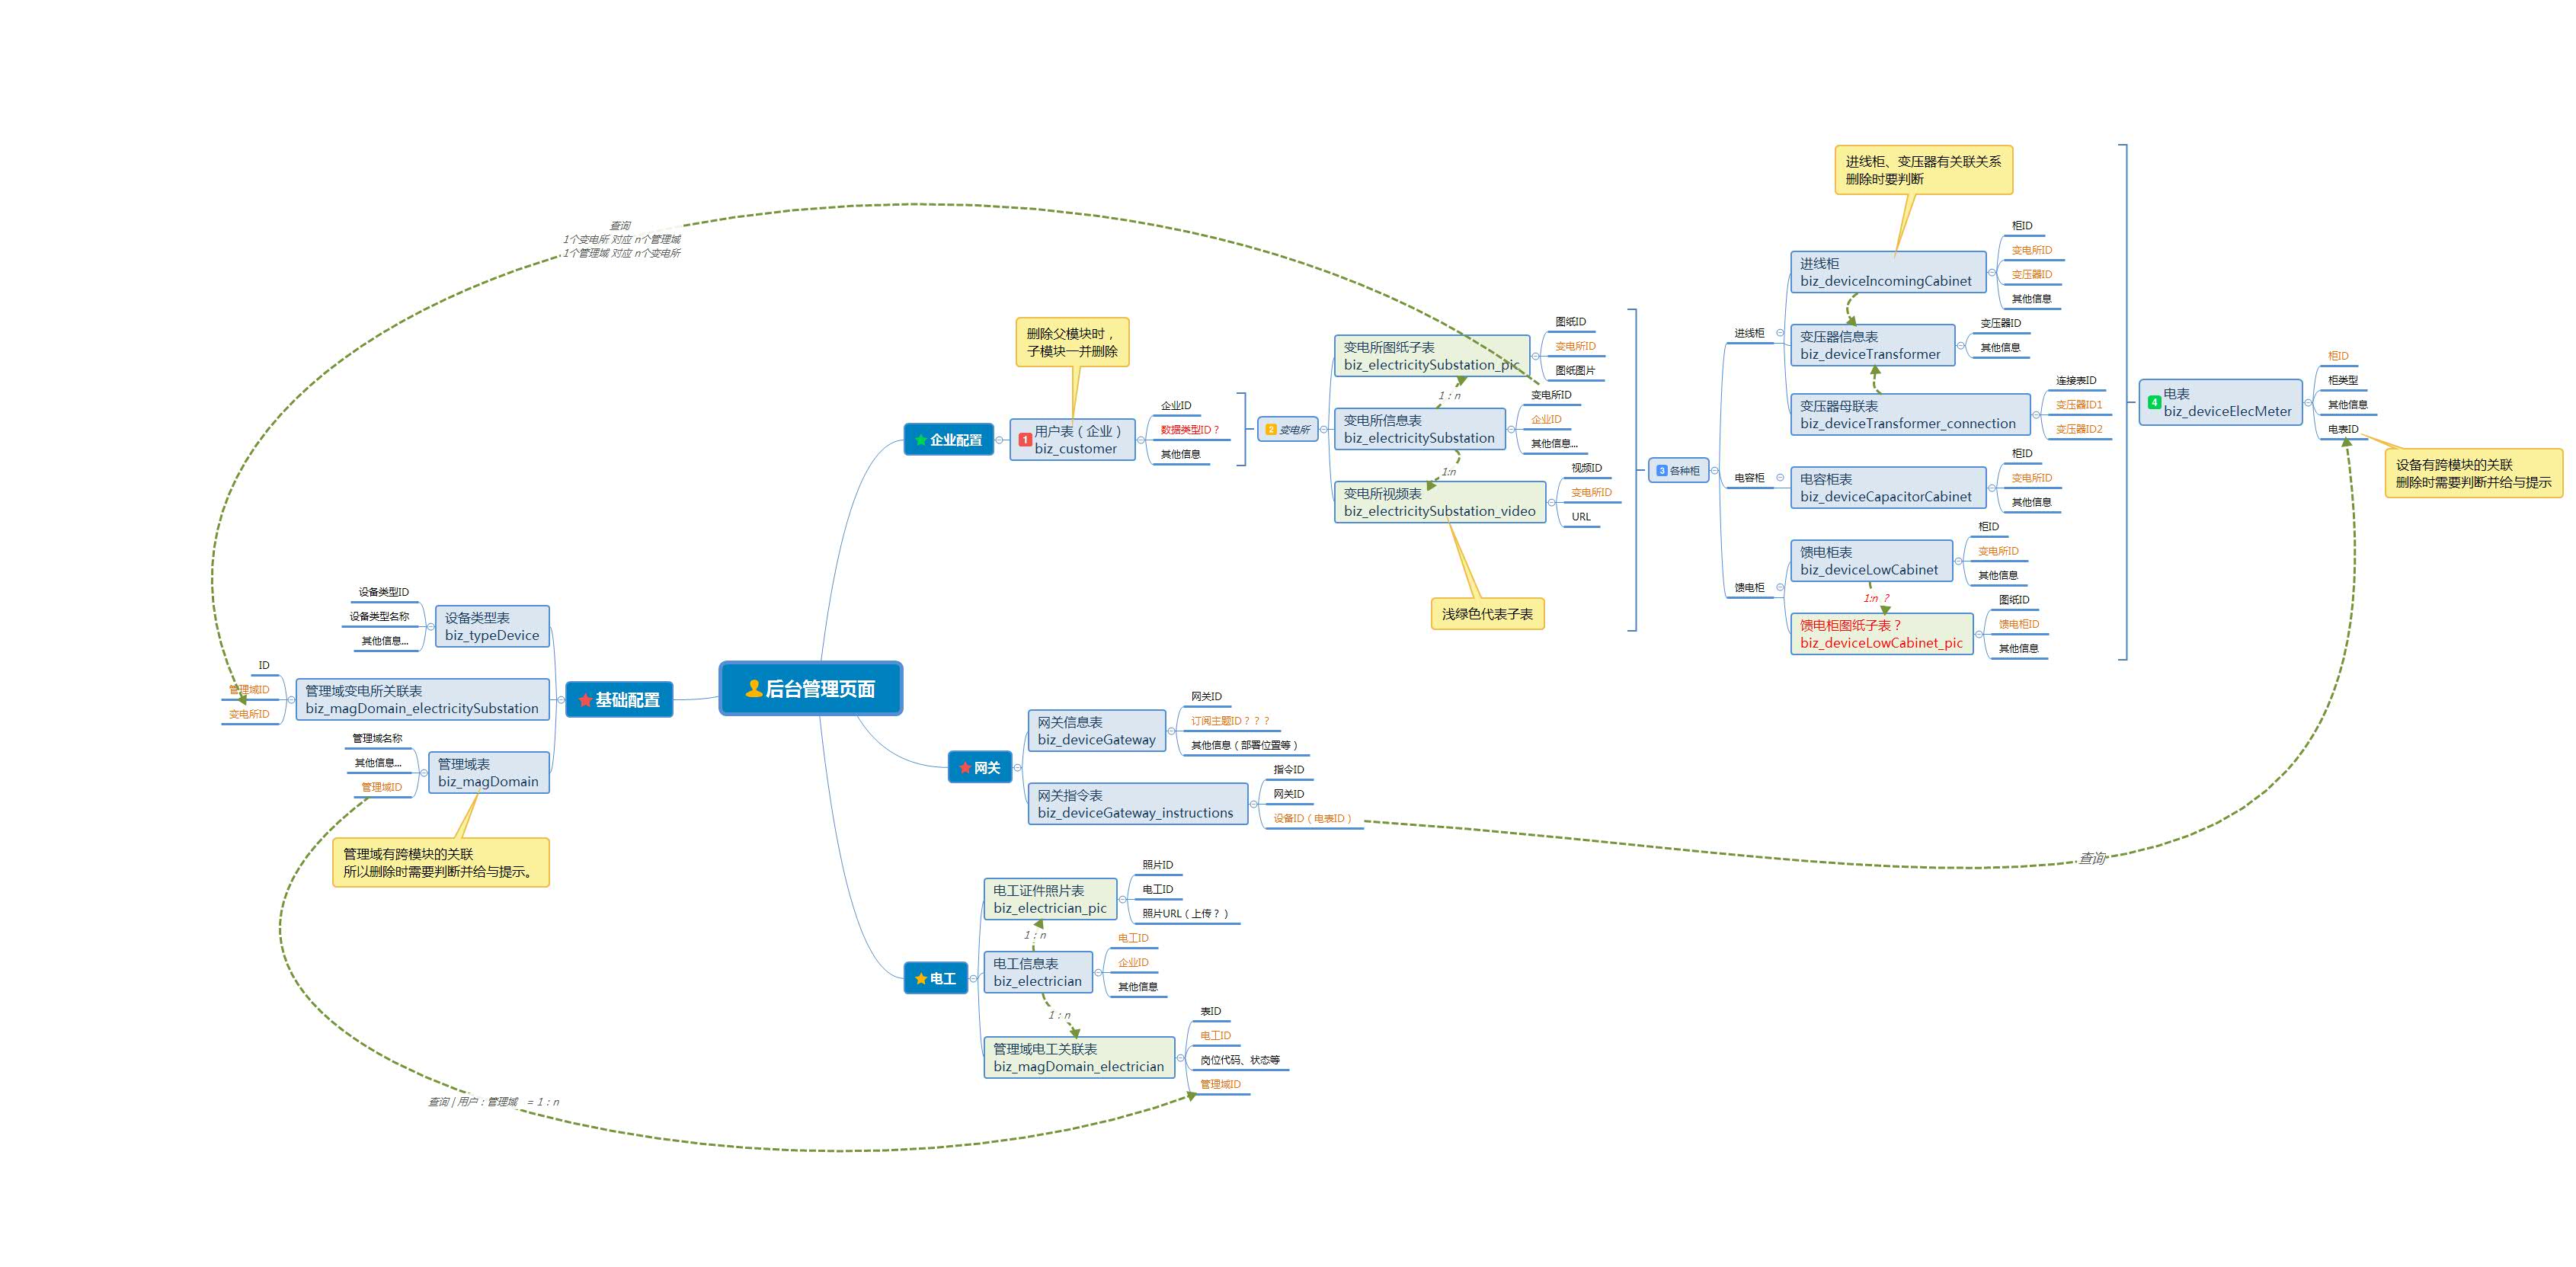 后台管理页面
企业配置
删除父模块时，
子模块一并删除
1
用户表（企业）
biz_customer
企业ID
数据类型ID？
其他信息
2
变电所
变电所图纸子表
biz_electricitySubstation_pic
图纸ID
变电所ID
图纸图片
1：n
变电所信息表
biz_electricitySubstation
变电所ID
企业ID
其他信息...
1:n
变电所视频表
biz_electricitySubstation_video
视频ID
变电所ID
URL
浅绿色代表子表
3
各种柜
进线柜、变压器有关联关系
删除时要判断
进线柜
进线柜
biz_deviceIncomingCabinet
柜ID
变电所ID
变压器ID
其他信息
变压器信息表
biz_deviceTransformer
变压器ID
其他信息
变压器母联表
biz_deviceTransformer_connection
连接表ID
变压器ID1
变压器ID2
电容柜
电容柜表
biz_deviceCapacitorCabinet
柜ID
变电所ID
其他信息
馈电柜
馈电柜表
biz_deviceLowCabinet
柜ID
变电所ID
其他信息
1:n ？
馈电柜图纸子表？
biz_deviceLowCabinet_pic
图纸ID
馈电柜ID
其他信息
4
电表
biz_deviceElecMeter
柜ID
柜类型
其他信息
电表ID
设备有跨模块的关联
删除时需要判断并给与提示
网关
网关信息表
biz_deviceGateway
网关ID
订阅主题ID？？？
其他信息（部署位置等）
网关指令表
biz_deviceGateway_instructions
指令ID
网关ID
设备ID（电表ID）
查询
电工
电工证件照片表
biz_electrician_pic
照片ID
电工ID
照片URL（上传？）
1：n
电工信息表
biz_electrician
电工ID
企业ID
其他信息
1：n
管理域电工关联表
biz_magDomain_electrician
表ID
电工ID
岗位代码、状态等
管理域ID
基础配置
设备类型表
biz_typeDevice
设备类型ID
设备类型名称
其他信息...
管理域变电所关联表
biz_magDomain_electricitySubstation
ID
管理域ID
变电所ID
管理域表
biz_magDomain
管理域名称
其他信息...
管理域ID
管理域有跨模块的关联
所以删除时需要判断并给与提示。
查询
1个变电所 对应 n个管理域
1个管理域 对应 n个变电所
查询 | 用户：管理域 = 1：n